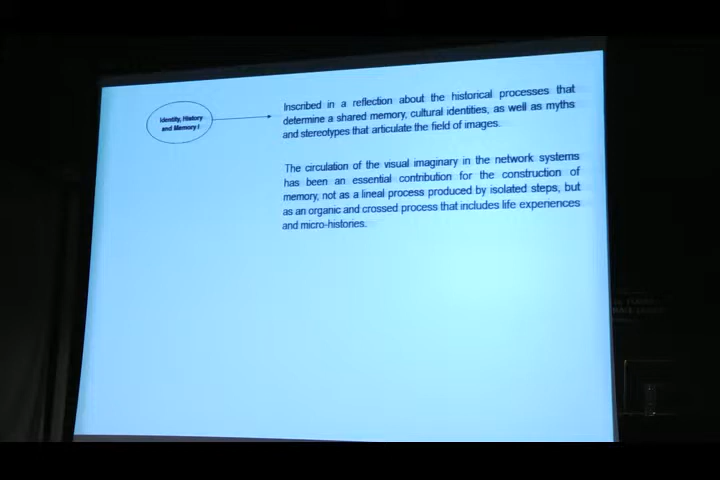 Identity, History
and Memory I
Inscribed in a reflection about the historical processes that
determine a shared memory, cultural identities, as well as myths
and stereotypes that articulate the field of images.
The circulation of the visual imaginary in the network systems
has been an essential contribution for the construction of
memory, not as a lineal process produced by isolated steps, but
as an organic and crossed process that includes life experiences
and micro-histories.